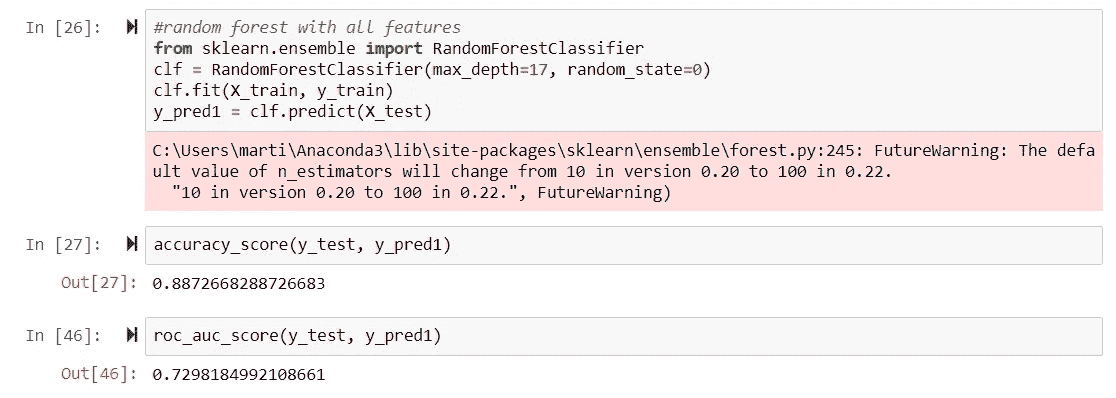 In [26]: #random forest with all features
from sklearn.ensemble import RandomForestClassifier
clf = RandomForestClassifier(max_depth=17, random_state=0)
clf.fit(X_train, y_train)
y_pred1 = clf.predict(X_test)
C:\Users\marti\Anaconda3\lib\site-packages\sklearn\ensemble\forest.py:245: FutureWarning: The defa
ult value of n_estimators will change from 10 in version 0.20 to 100 in 0.22.
"10 in version 0.20 to 100 in 0.22.", FutureWarning)
In [27]: accuracy_score(y_test, y_pred1)
Out[27]: 0.8872668288726683
In [46]: roc_auc_score(y_test, y_pred1)
Out[46]: 0.7298184992108661